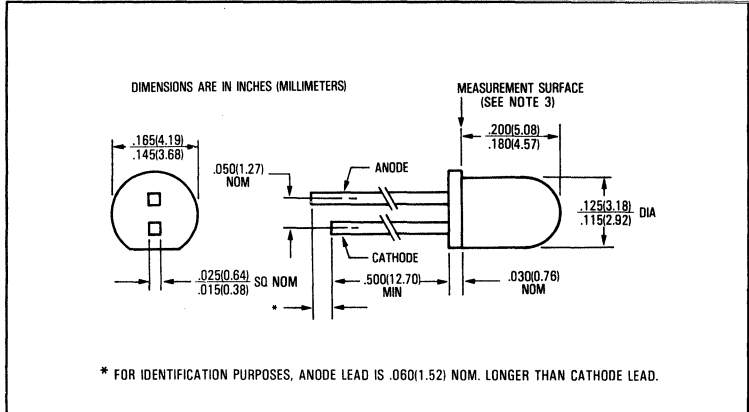 DIMENSIONS ARE IN INCHES (MILLIMETERS)
MEASUREMENT SURFACE
(SEE NOTE 3)
.165(4.19)
.145(3.68)
.200(5.08)
.180(4.57)
.050(1.27)
NOM
ANODE
.125(3.18)
.115(2.92)
DIA
CATHODE
.025(0.64)
.015(0.38)
SQ NOM
.500(12.70)
MIN
.030(0.76)
NOM
*
* FOR IDENTIFICATION PURPOSES, ANODE LEAD IS .060(1.52) NOM. LONGER THAN CATHODE LEAD.